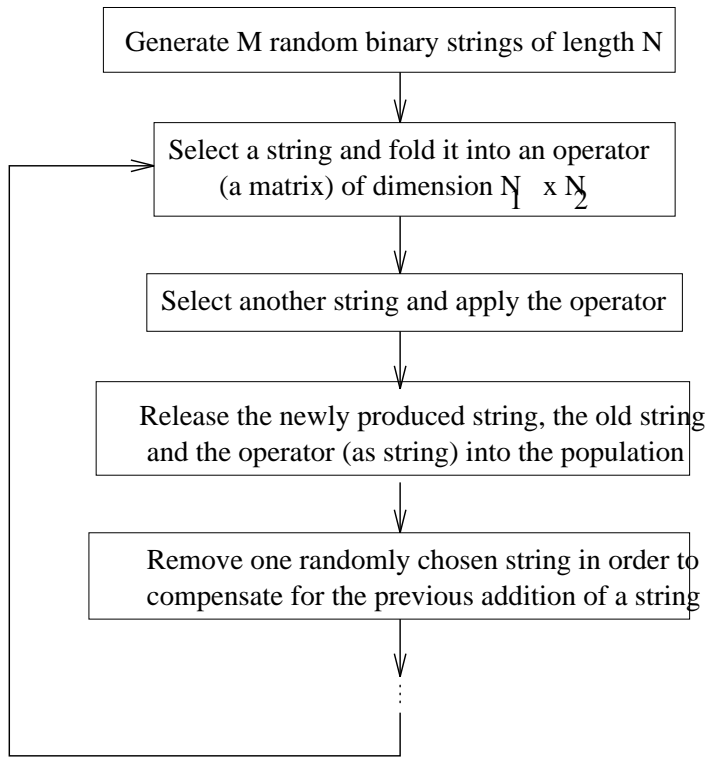 Generate M random binary strings of length N
Select a string and fold it into an operator
(a matrix) of dimension N1 x N2
Select another string and apply the operator
Release the newly produced string, the old string
and the operator (as string) into the population
Remove one randomly chosen string in order to
compensate for the previous addition of a string